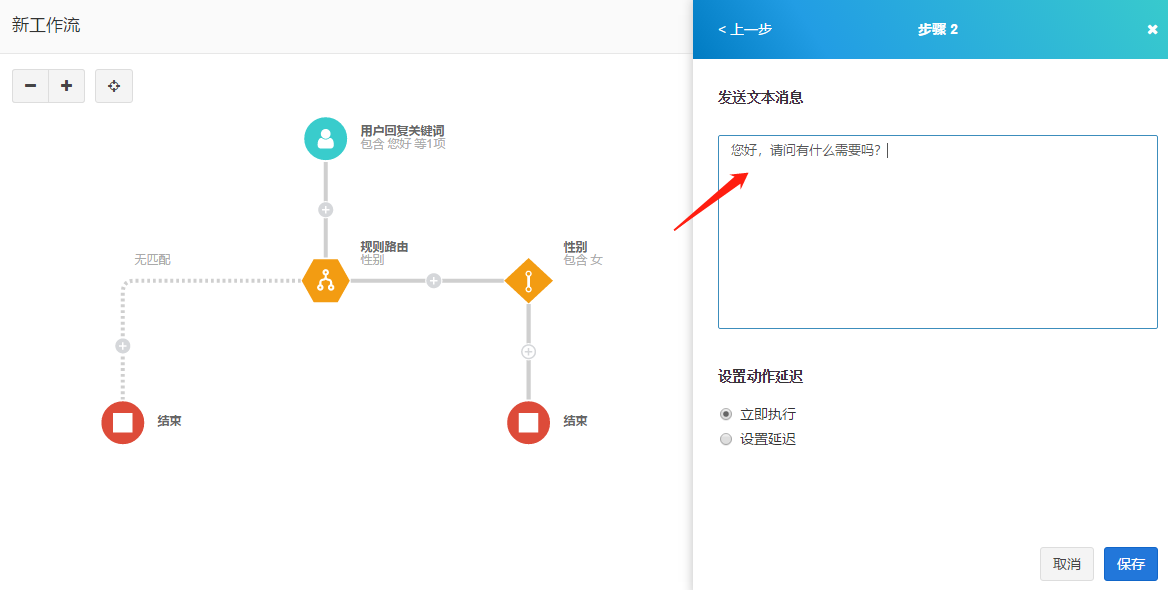 新工作流
< 上一步
步骤 2
发送文本消息
您好，请问有什么需要吗？
用户回复关键词
包含 您好 等1项
规则路由
性别
性别
包含 女
无匹配
结束
结束
设置动作延迟
立即执行
设置延迟
取消
保存